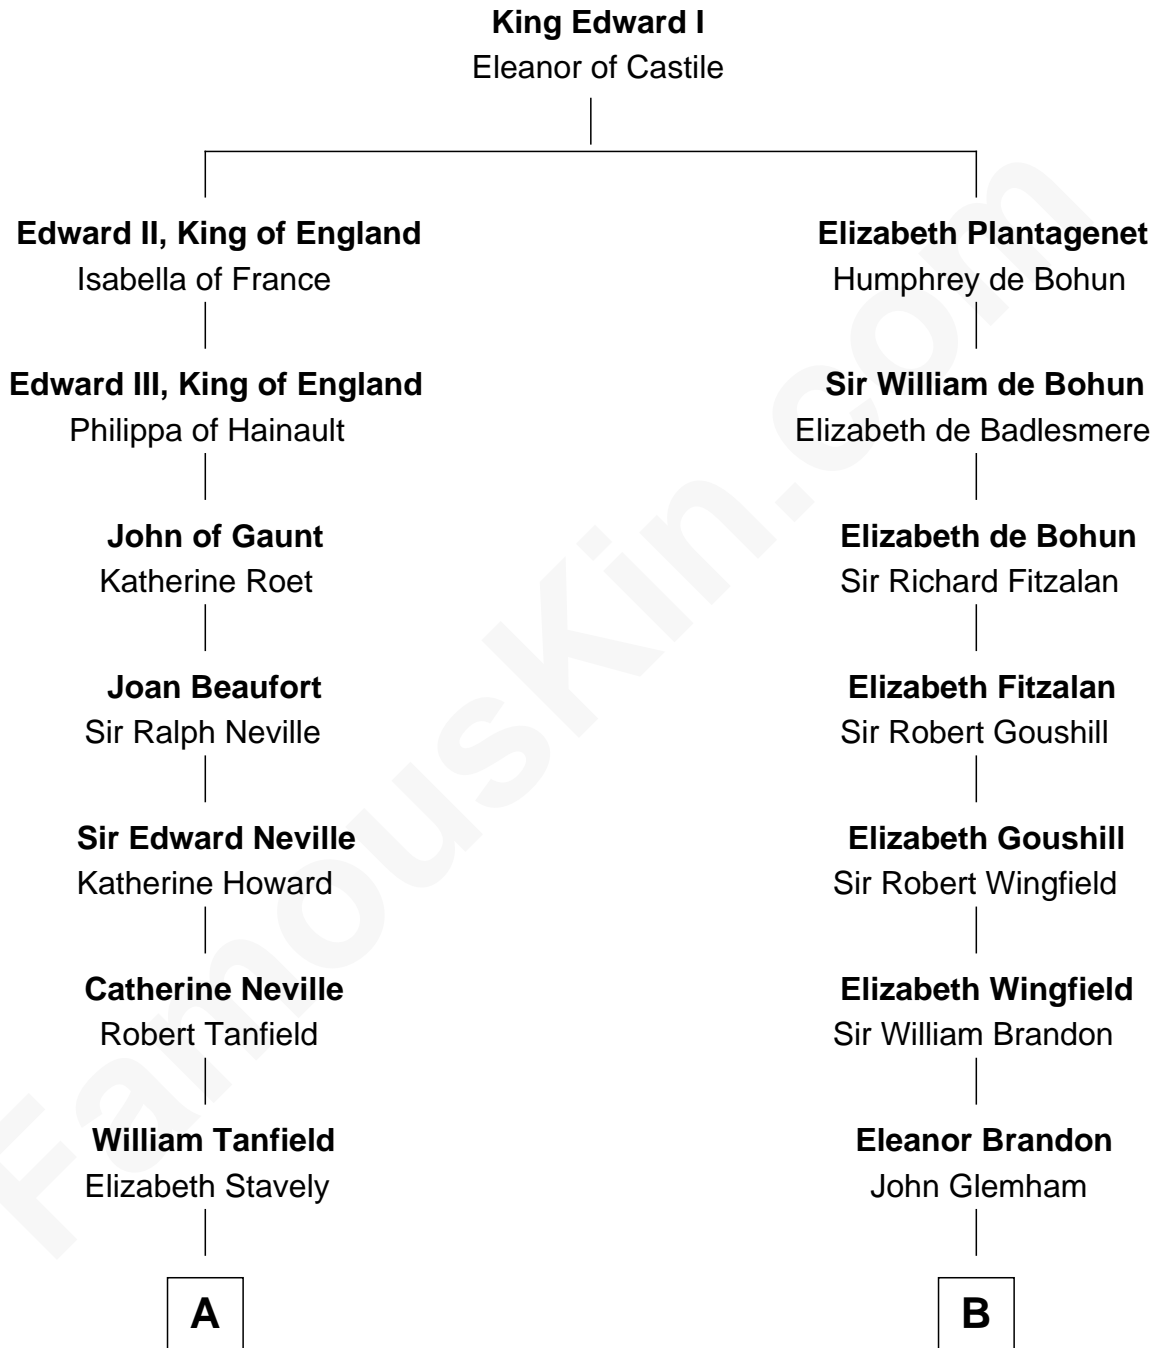 King Edward I
Eleanor of Castile
Edward II, King of England
Isabella of France
Elizabeth Plantagenet
Humphrey de Bohun
Edward III, King of England
Philippa of Hainault
Sir William de Bohun
Elizabeth de Badlesmere
John of Gaunt
Katherine Roet
Elizabeth de Bohun
Sir Richard Fitzalan
Joan Beaufort
Sir Ralph Neville
Elizabeth Fitzalan
Sir Robert Goushill
Sir Edward Neville
Katherine Howard
Elizabeth Goushill
Sir Robert Wingfield
Catherine Neville
Robert Tanfield
Elizabeth Wingfield
Sir William Brandon
William Tanfield
Elizabeth Stavely
Eleanor Brandon
John Glemham
A
B
FamousKin.com